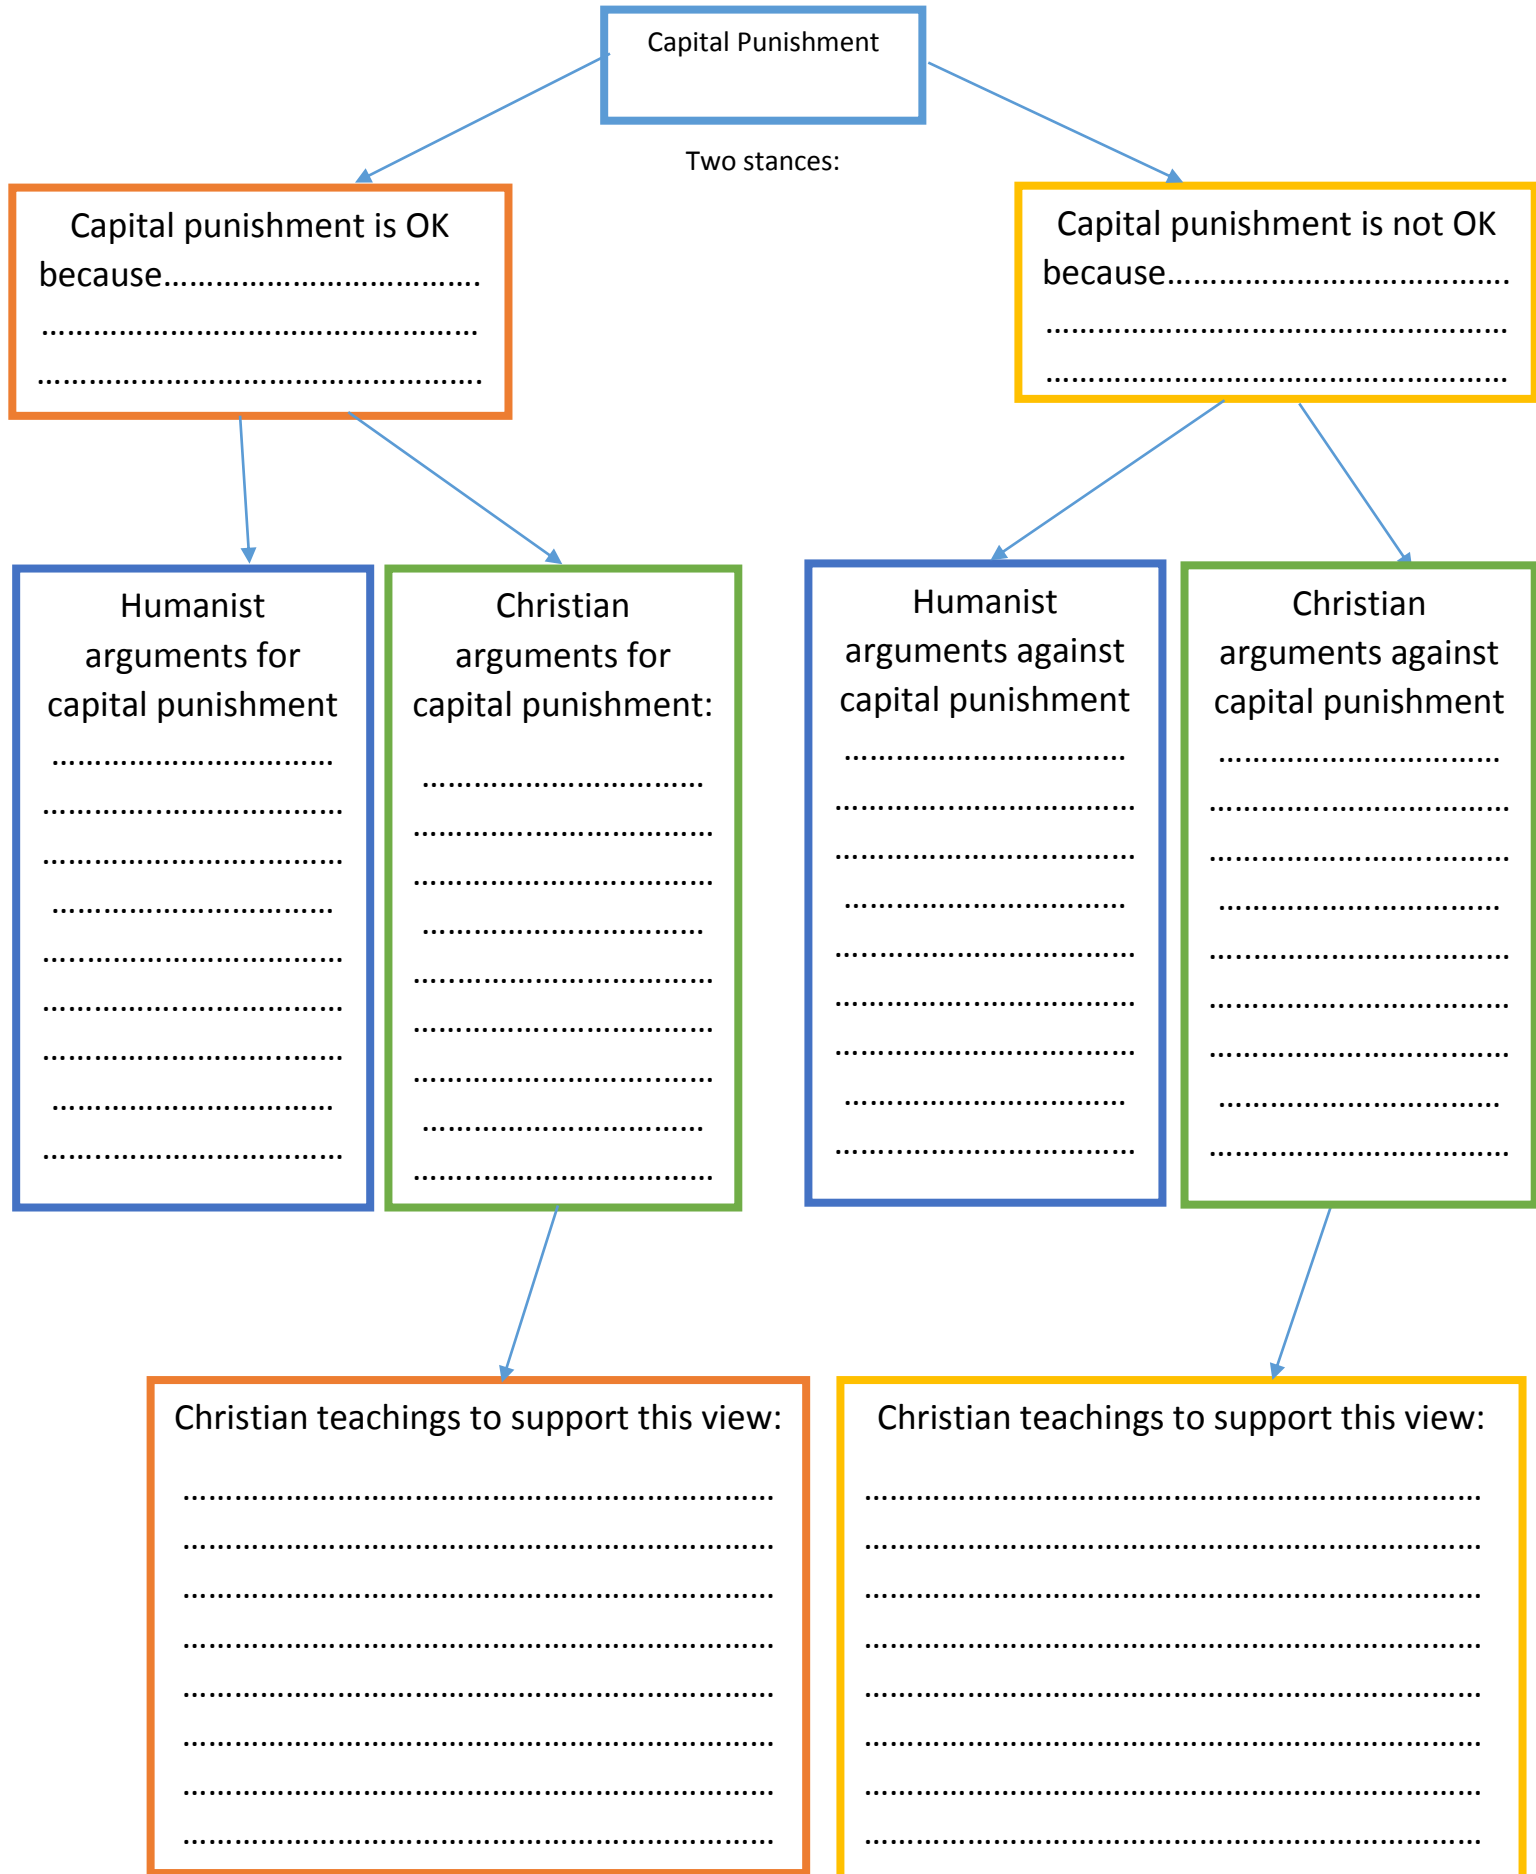 Capital Punishment
Two stances:
Capital punishment is OK
because……………………………….
……………………………………………
…………………………………………….
Capital punishment is not OK
because………………………………….
………………………………………………
………………………………………………
Humanist
arguments for
capital punishment
……………………………
…………..…………………
……………………..………
……………………………
…..…………………………
……………..………………
………………………..……
……………………………
……..………………………
Christian
arguments for
capital punishment:
……………………………
…………..…………………
……………………..………
……………………………
…..…………………………
……………..………………
………………………..……
……………………………
……..………………………
Humanist
arguments against
capital punishment
……………………………
…………..…………………
……………………..………
……………………………
…..…………………………
……………..………………
………………………..……
……………………………
……..………………………
Christian
arguments against
capital punishment
……………………………
…………..…………………
……………………..………
……………………………
…..…………………………
……………..………………
………………………..……
……………………………
……..………………………
Christian teachings to support this view:
……………………………………………………………
……………………………………………………………
……………………………………………………………
……………………………………………………………
……………………………………………………………
……………………………………………………………
……………………………………………………………
……………………………………………………………
Christian teachings to support this view:
………………………………………………………………
………………………………………………………………
………………………………………………………………
………………………………………………………………
………………………………………………………………
………………………………………………………………
………………………………………………………………
………………………………………………………………